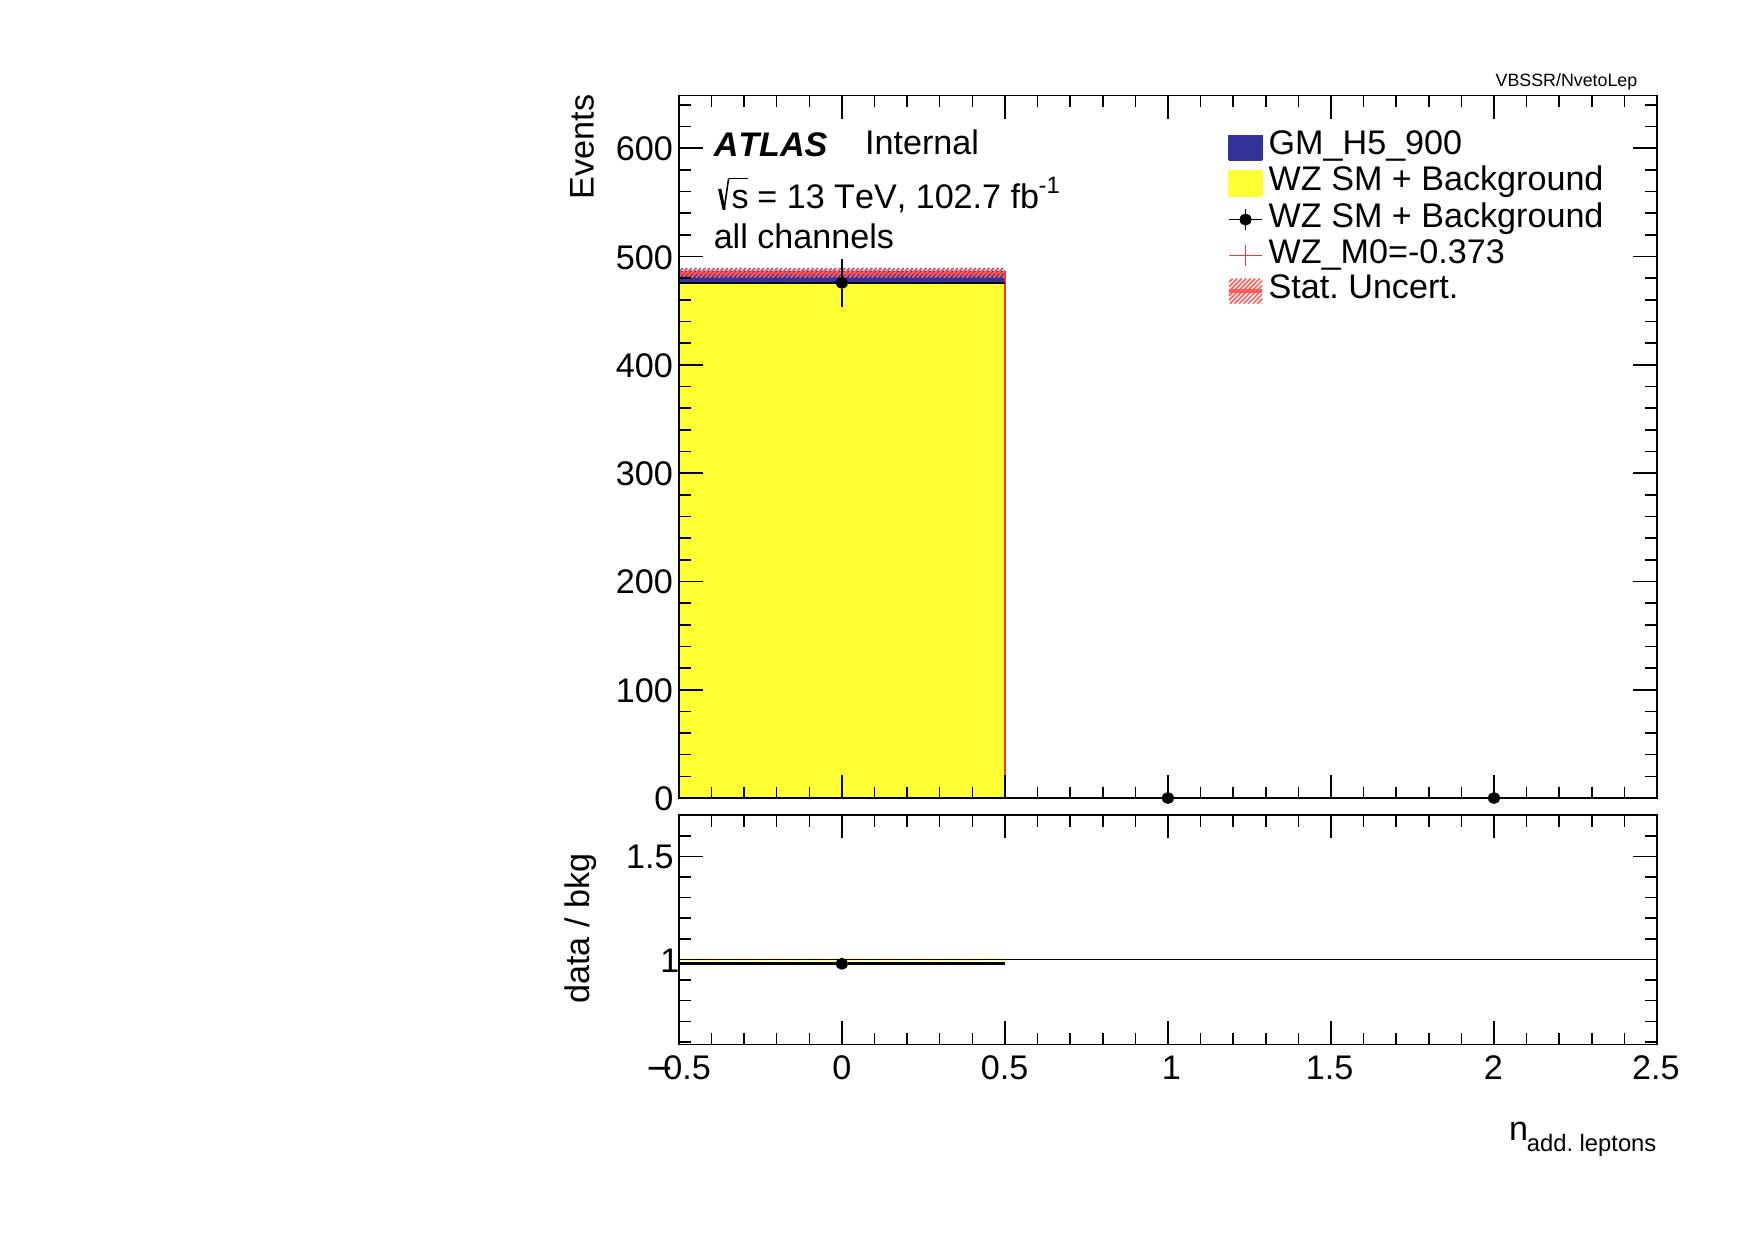 VBSSR/NvetoLep
Events
ATLAS Internal
√s = 13 TeV, 102.7 fb-1
all channels
GM_H5_900
WZ SM + Background
WZ SM + Background
WZ_M0=-0.373
Stat. Uncert.
600
500
400
300
200
100
0
data / bkg
1.5
1
−0.5 0 0.5 1 1.5 2 2.5
nadd. leptons